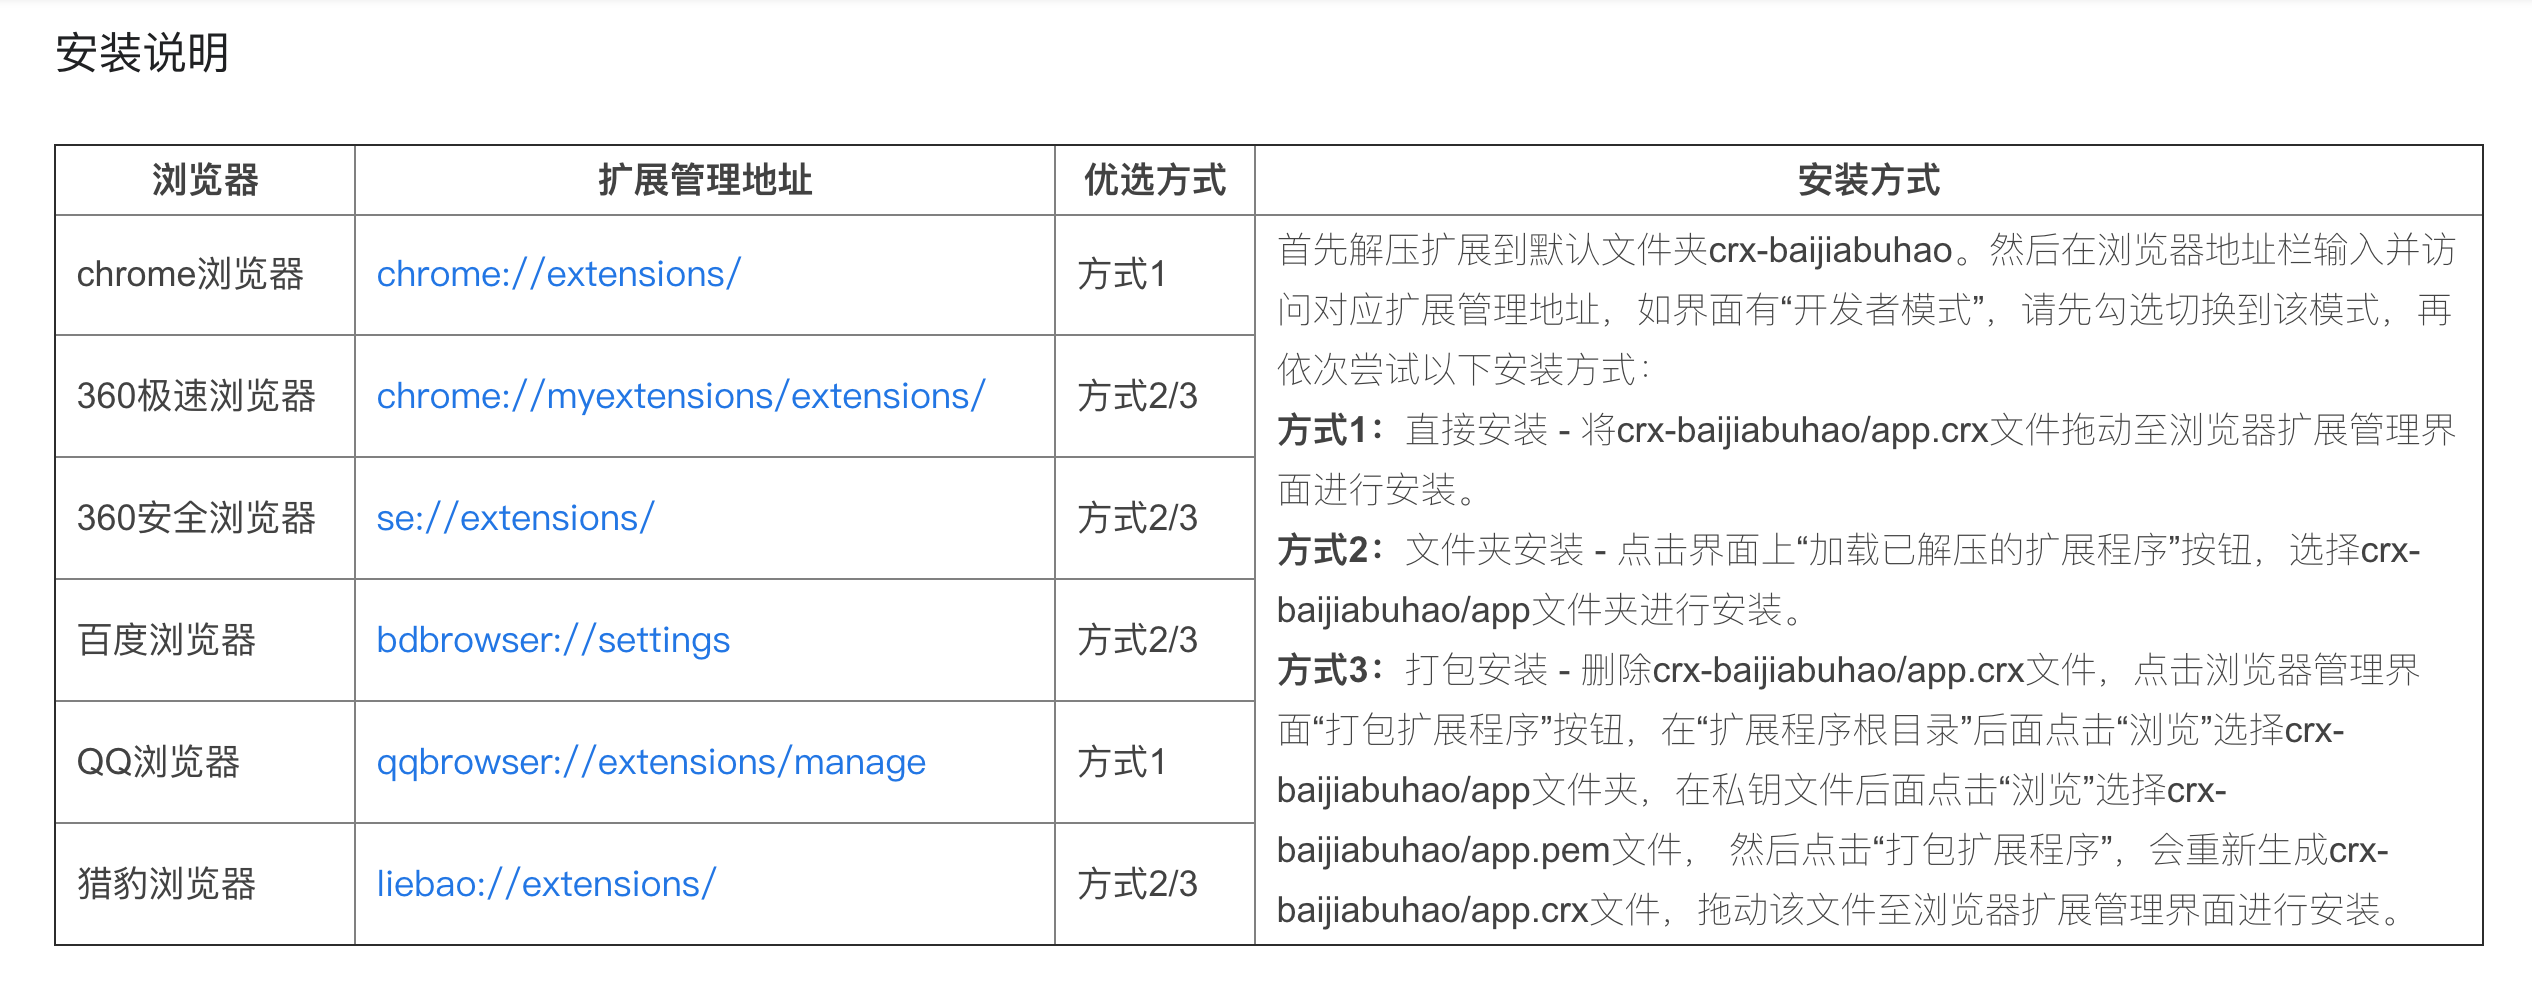 安装说明
浏览器 扩展管理地址 优选方式 安装方式
chrome浏览器 chrome://extensions/ 方式1
360极速浏览器 chrome://myextensions/extensions/ 方式2/3
360安全浏览器 se://extensions/ 方式2/3
百度浏览器 bdbrowser://settings 方式2/3
QQ浏览器 qqbrowser://extensions/manage 方式1
猎豹浏览器 liebao://extensions/ 方式2/3
首先解压扩展到默认文件夹crx-baijiabuhao。然后在浏览器地址栏输入并访
问对应扩展管理地址，如界面有“开发者模式”，请先勾选切换到该模式，再
依次尝试以下安装方式：
方式1：直接安装 - 将crx-baijiabuhao/app.crx文件拖动至浏览器扩展管理界
面进行安装。
方式2：文件夹安装 - 点击界面上“加载已解压的扩展程序”按钮，选择crx-
baijiabuhao/app文件夹进行安装。
方式3：打包安装 - 删除crx-baijiabuhao/app.crx文件，点击浏览器管理界
面“打包扩展程序”按钮，在“扩展程序根目录”后面点击“浏览”选择crx-
baijiabuhao/app文件夹，在私钥文件后面点击“浏览”选择crx-
baijiabuhao/app.pem文件， 然后点击“打包扩展程序”，会重新生成crx-
baijiabuhao/app.crx文件，拖动该文件至浏览器扩展管理界面进行安装。